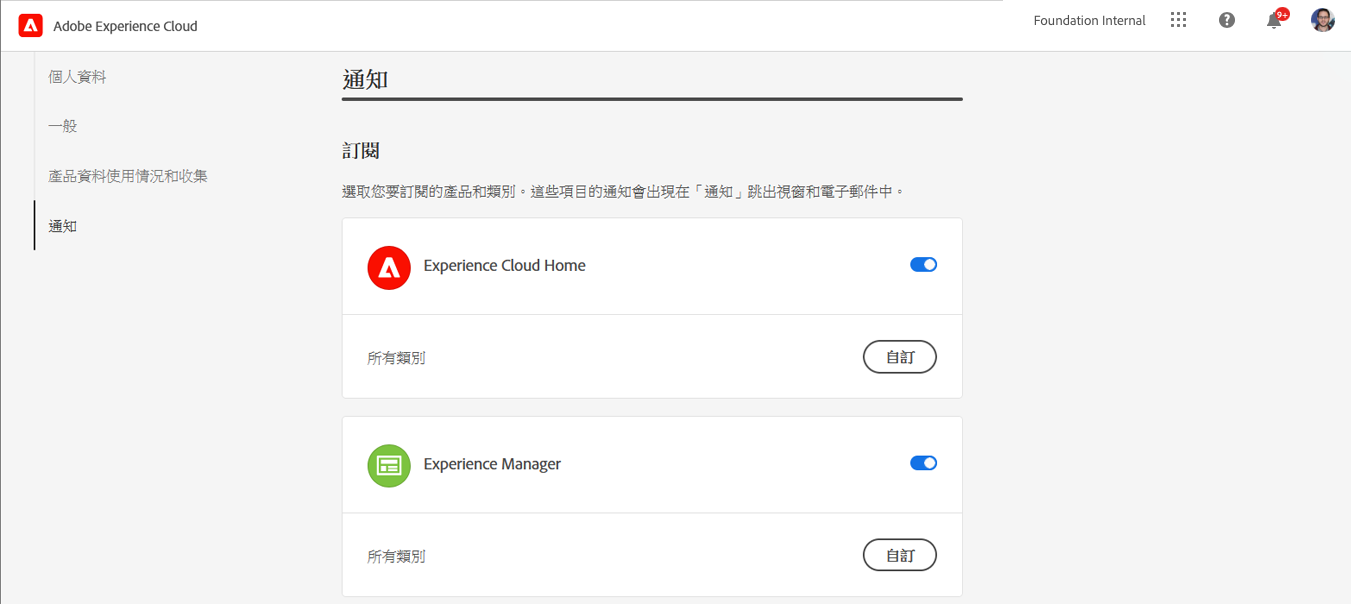 Adobe Experience Cloud
Foundation Internal
9+
個人資料
一般
產品資料使用情況和收集
通知
通知
訂閱
選取您要訂閱的產品和類別。這些項目的通知會出現在「通知」跳出視窗和電子郵件中。
Experience Cloud Home
所有類別
自訂
Experience Manager
所有類別
自訂